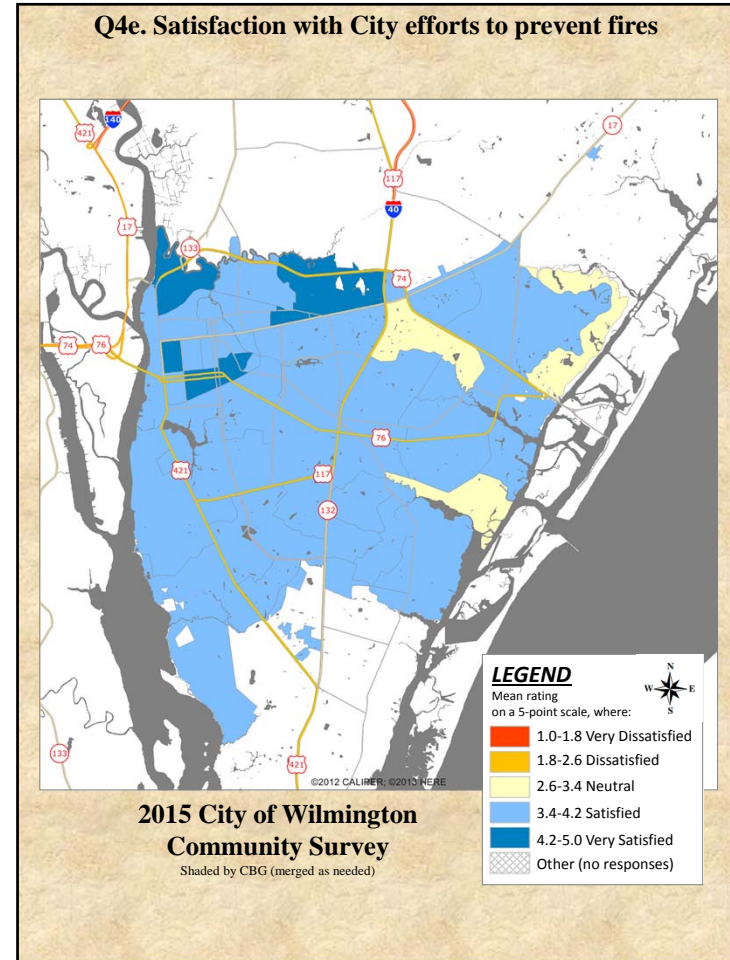 Q4e. Satisfaction with City efforts to prevent fires
140
421
17
117
17
40
133
74
74
76
76
421
117
132
LEGEND
Mean rating
on a 5-point scale, where:
N
W E
S
1.0-1.8 Very Dissatisfied
1.8-2.6 Dissatisfied
2.6-3.4 Neutral
3.4-4.2 Satisfied
4.2-5.0 Very Satisfied
Other (no responses)
133
421
©2012 CALIPER; ©2013 HERE
2015 City of Wilmington
Community Survey
Shaded by CBG (merged as needed)